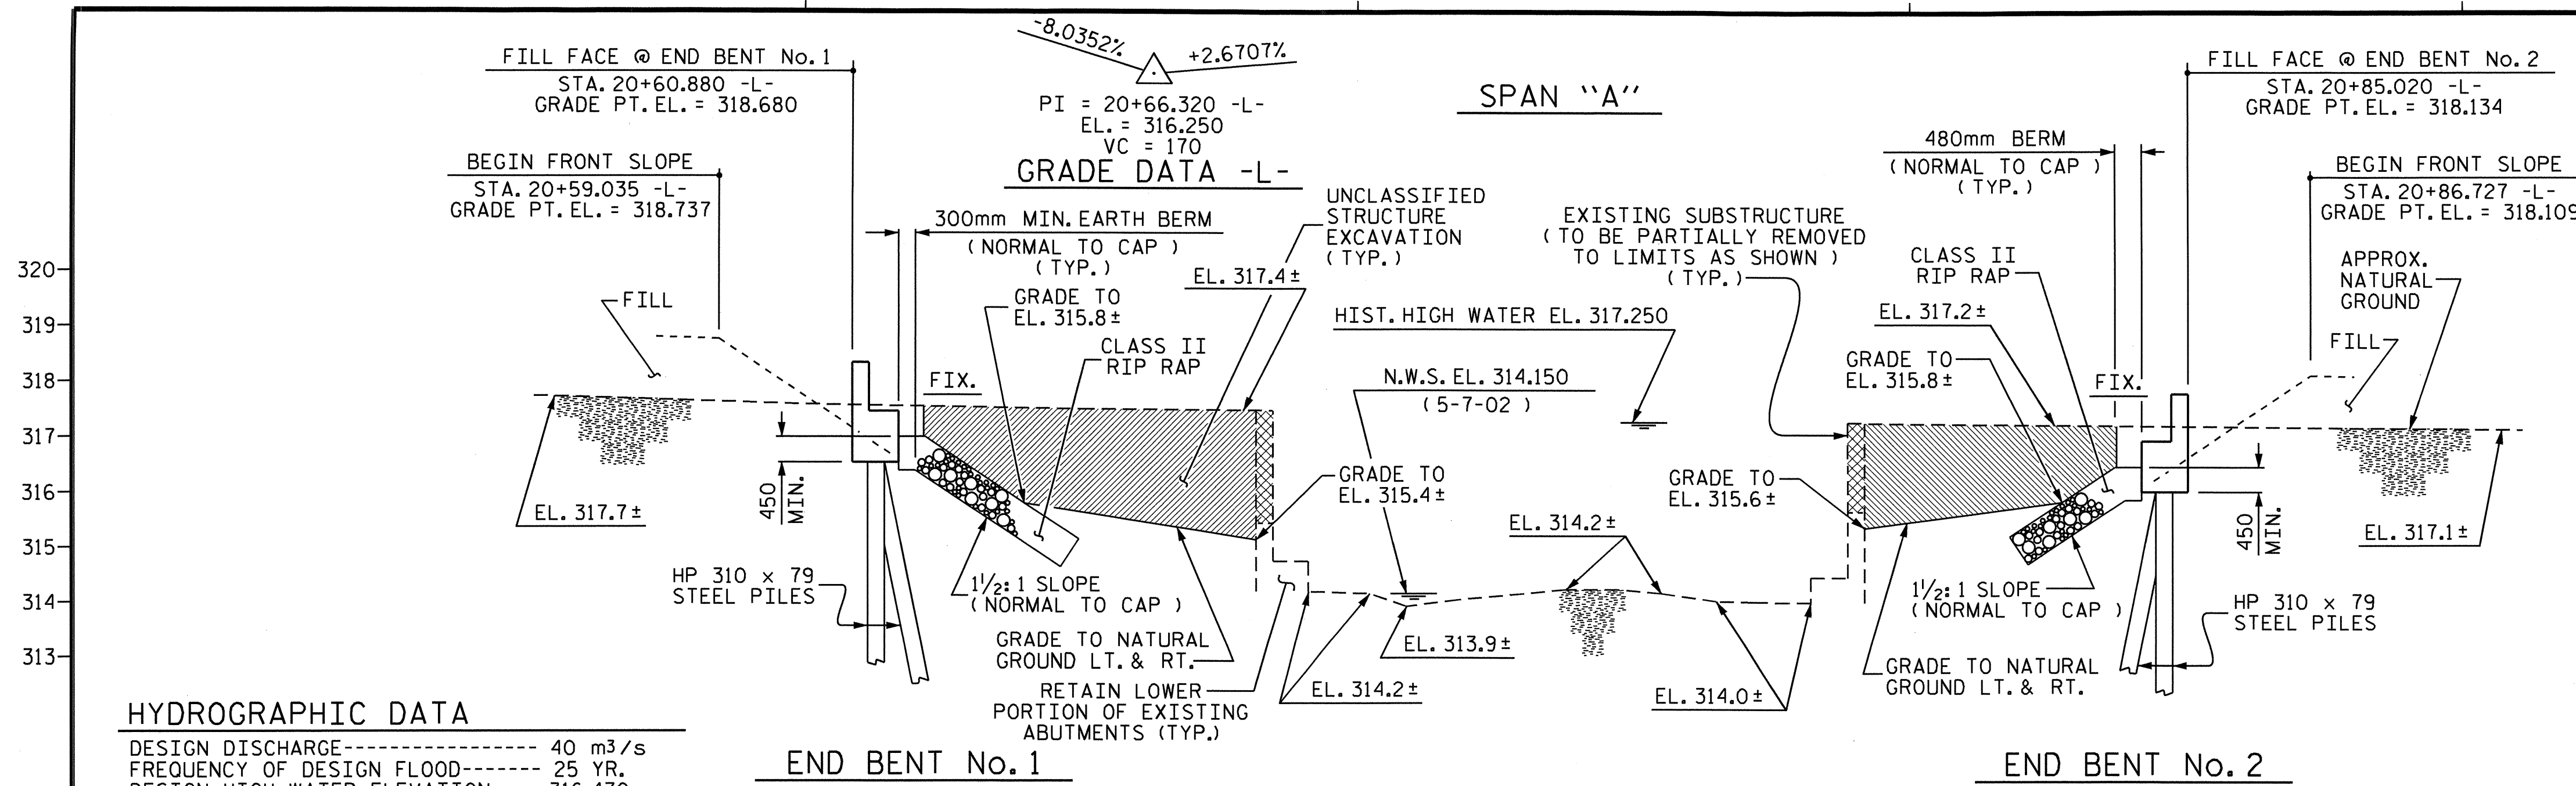 -8.0352%
+2.6707%
PI = 20+66.320 -L-
EL. = 316.250
VC = 170
GRADE DATA -L-
SPAN "A"
FILL FACE @ END BENT No. 1
STA. 20+60.880 -L-
GRADE PT. EL. = 318.680
BEGIN FRONT SLOPE
STA. 20+59.035 -L-
GRADE PT. EL. = 318.737
FILL FACE @ END BENT No. 2
STA. 20+85.020 -L-
GRADE PT. EL. = 318.134
480mm BERM
( NORMAL TO CAP )
(TYP.)
BEGIN FRONT SLOPE
STA. 20+86.727 -L-
GRADE PT. EL. = 318.109
300mm MIN. EARTH BERM
( NORMAL TO CAP )
(TYP.)
UNCLASSIFIED
STRUCTURE
EXCAVATION
(TYP.)
EXISTING SUBSTRUCTURE
( TO BE PARTIALLY REMOVED
TO LIMITS AS SHOWN )
(TYP.)
CLASS II
RIP RAP
APPROX.
NATURAL
GROUND
320
319
318
317
316
315
314
313
FILL
GRADE TO
EL. 315.8±
EL. 317.4±
CLASS II
RIP RAP
FIX.
HIST. HIGH WATER EL. 317.250
N.W.S. EL. 314.150
( 5-7-02 )
EL. 317.2±
GRADE TO
EL. 315.8±
FIX.
FILL
450
MIN.
EL. 317.7±
GRADE TO
EL. 315.4±
GRADE TO
EL. 315.6±
EL. 314.2±
450
MIN.
EL. 317.1±
HP 310 x 79
STEEL PILES
1½:1 SLOPE
( NORMAL TO CAP )
GRADE TO NATURAL
GROUND LT. & RT.
RETAIN LOWER
PORTION OF EXISTING
ABUTMENTS (TYP.)
EL. 313.9±
EL. 314.2±
EL. 314.0±
1½:1 SLOPE
( NORMAL TO CAP )
GRADE TO NATURAL
GROUND LT. & RT.
HP 310 x 79
STEEL PILES
HYDROGRAPHIC DATA
DESIGN DISCHARGE---------------- 40 m³/s
FREQUENCY OF DESIGN FLOOD------- 25 YR.
DESIGN HIGH WATER ELEVATION
END BENT No. 1
END BENT No. 2